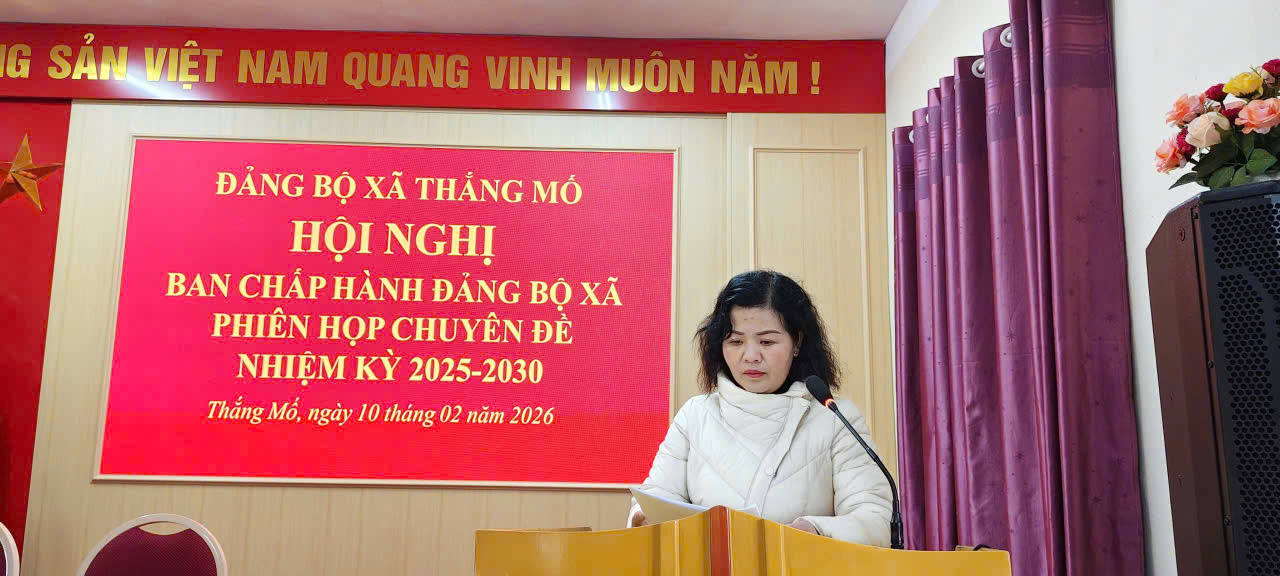 SẢN VIỆT NAM QUANG VINH MUÔN NĂM !
ĐẢNG BỘ XÃ THẮNG MỐ
HỘI NGHỊ
BAN CHẤP HÀNH ĐẢNG BỘ XÃ
PHIÊN HỌP CHUYÊN ĐỀ
NHIỆM KỲ 2025-2030
Thắng Mố, ngày 10 tháng 02 năm 2026